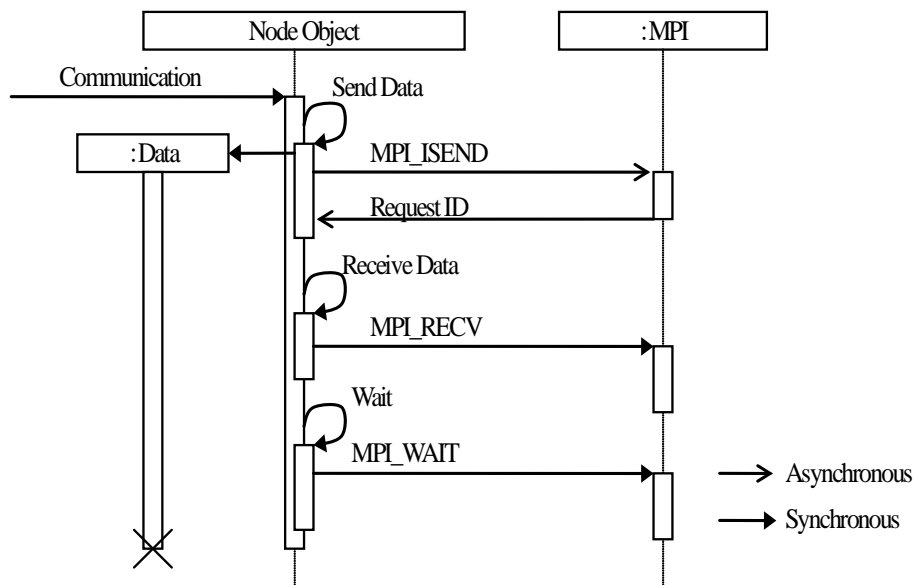 Node Object
: MPI
Communication
Send Data
: Data
MPI_ISEND
Request ID
Receive Data
MPI_RECV
Wait
MPI_WAIT
Asynchronous
Synchronous